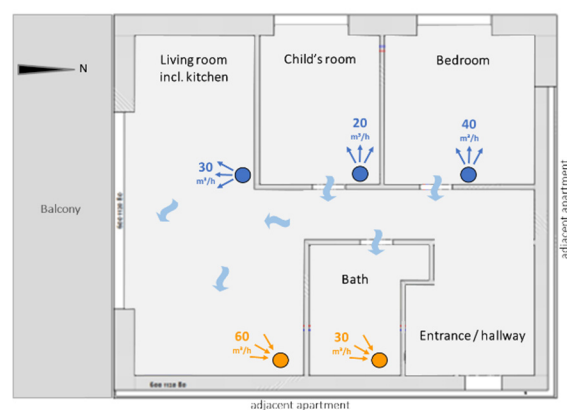 Living room
incl. kitchen
Child's room
Bedroom
N
20
m³/h
40
m³/h
30
m³/h
Balcony
adjacent apartment
Bath
60
m³/h
30
m³/h
Entrance / hallway
adjacent apartment